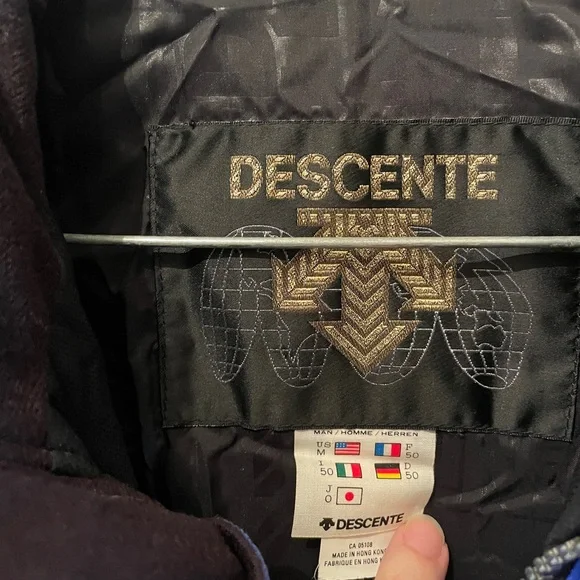 DESCENTE
MAN / HOMME / HERREN
US M F 50
I 50 D 50
J O
DESCENTE
CA 05108
MADE IN HONG KONG
FABRIQUE EN HONG